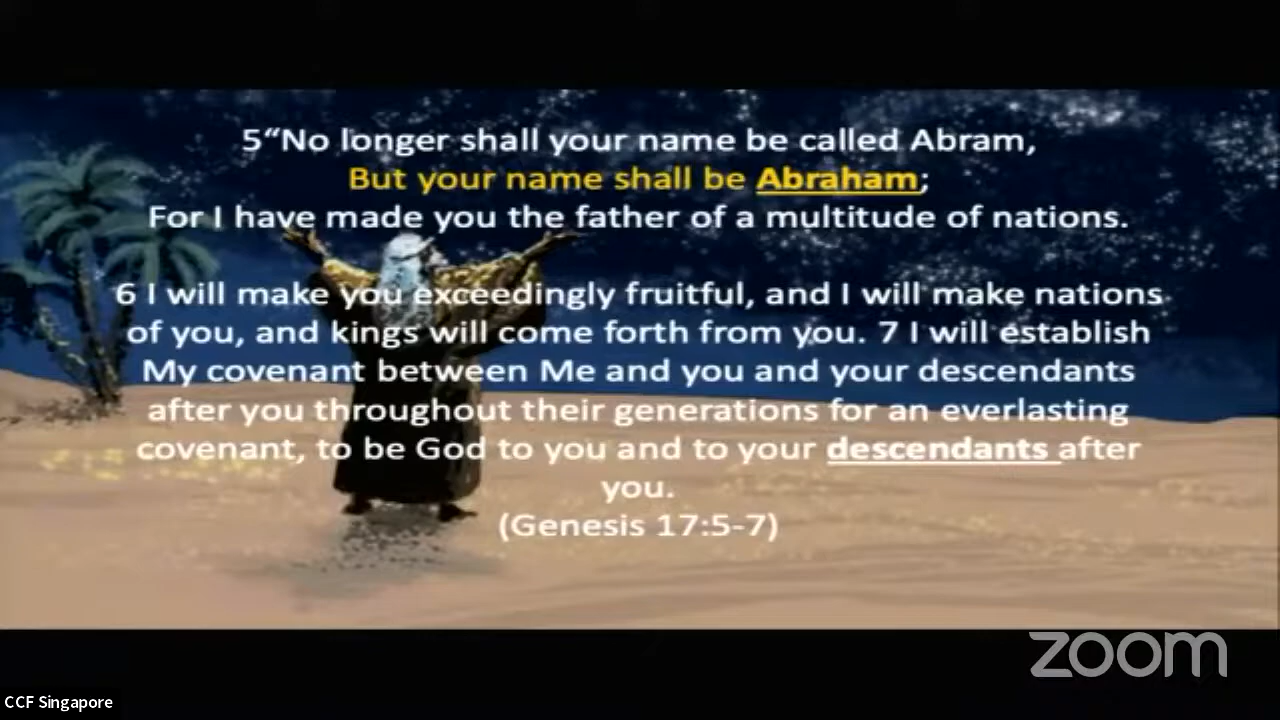 5“No longer shall your name be called Abram,
But your name shall be Abraham;
For I have made you the father of a multitude of nations.
6 I will make you exceedingly fruitful, and I will make nations
of you, and kings will come forth from you. 7 I will establish
My covenant between Me and you and your descendants
after you throughout their generations for an everlasting
covenant, to be God to you and to your descendants after
you.
(Genesis 17:5-7)
zoom
CCF Singapore